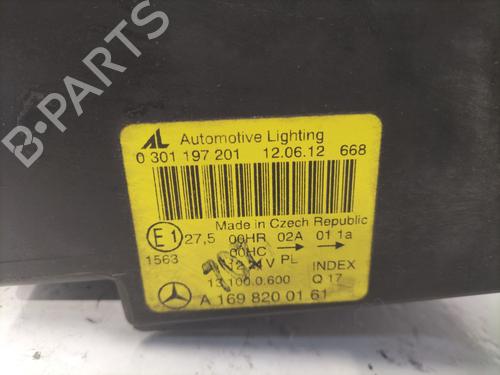 AL Automotive Lighting
0 301 197 201 12.06.12 668
Made in Czech Republic
E1 27,5 00HR 02A 01 1a
00HC → →
1563 V PL INDEX
13.100.0.600 Q 17
A 169 820 01 61
B-PARTS